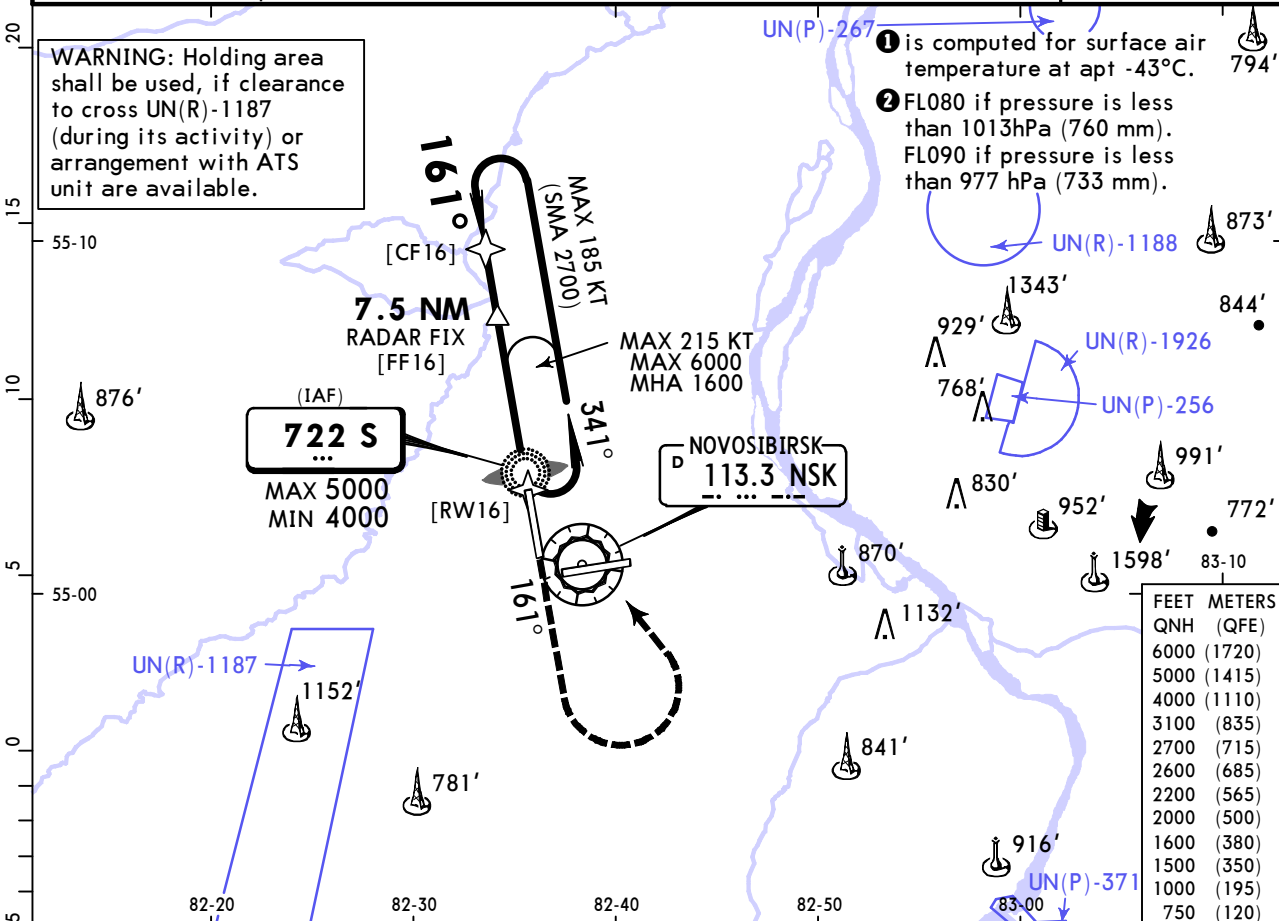 20
WARNING: Holding area
shall be used, if clearance
to cross UN(R)-1187
(during its activity) or
arrangement with ATS
unit are available.
UN(P)-267
1 is computed for surface air
temperature at apt -43°C.
2 FL080 if pressure is less
than 1013hPa (760 mm).
FL090 if pressure is less
than 977 hPa (733 mm).
794'
161°
MAX 185 KT
(SMA 2700)
15
55-10
[CF16]
873'
UN(R)-1188
7.5 NM
RADAR FIX
[FF16]
1343'
844'
929'
UN(R)-1926
MAX 215 KT
MAX 6000
MHA 1600
10
876'
768'
UN(P)-256
(IAF)
722 S
MAX 5000
MIN 4000
341°
NOVOSIBIRSK
D 113.3 NSK
[RW16]
991'
830'
952'
772'
870'
1598'
83-10
5
55-00
161°
1132'
UN(R)-1187
1152'
0
781'
841'
916'
UN(P)-371
5
82-20
82-30
82-40
82-50
83-00
FEET METERS
QNH (QFE)
6000 (1720)
5000 (1415)
4000 (1110)
3100 (835)
2700 (715)
2600 (685)
2200 (565)
2000 (500)
1600 (380)
1500 (350)
1000 (195)
750 (120)